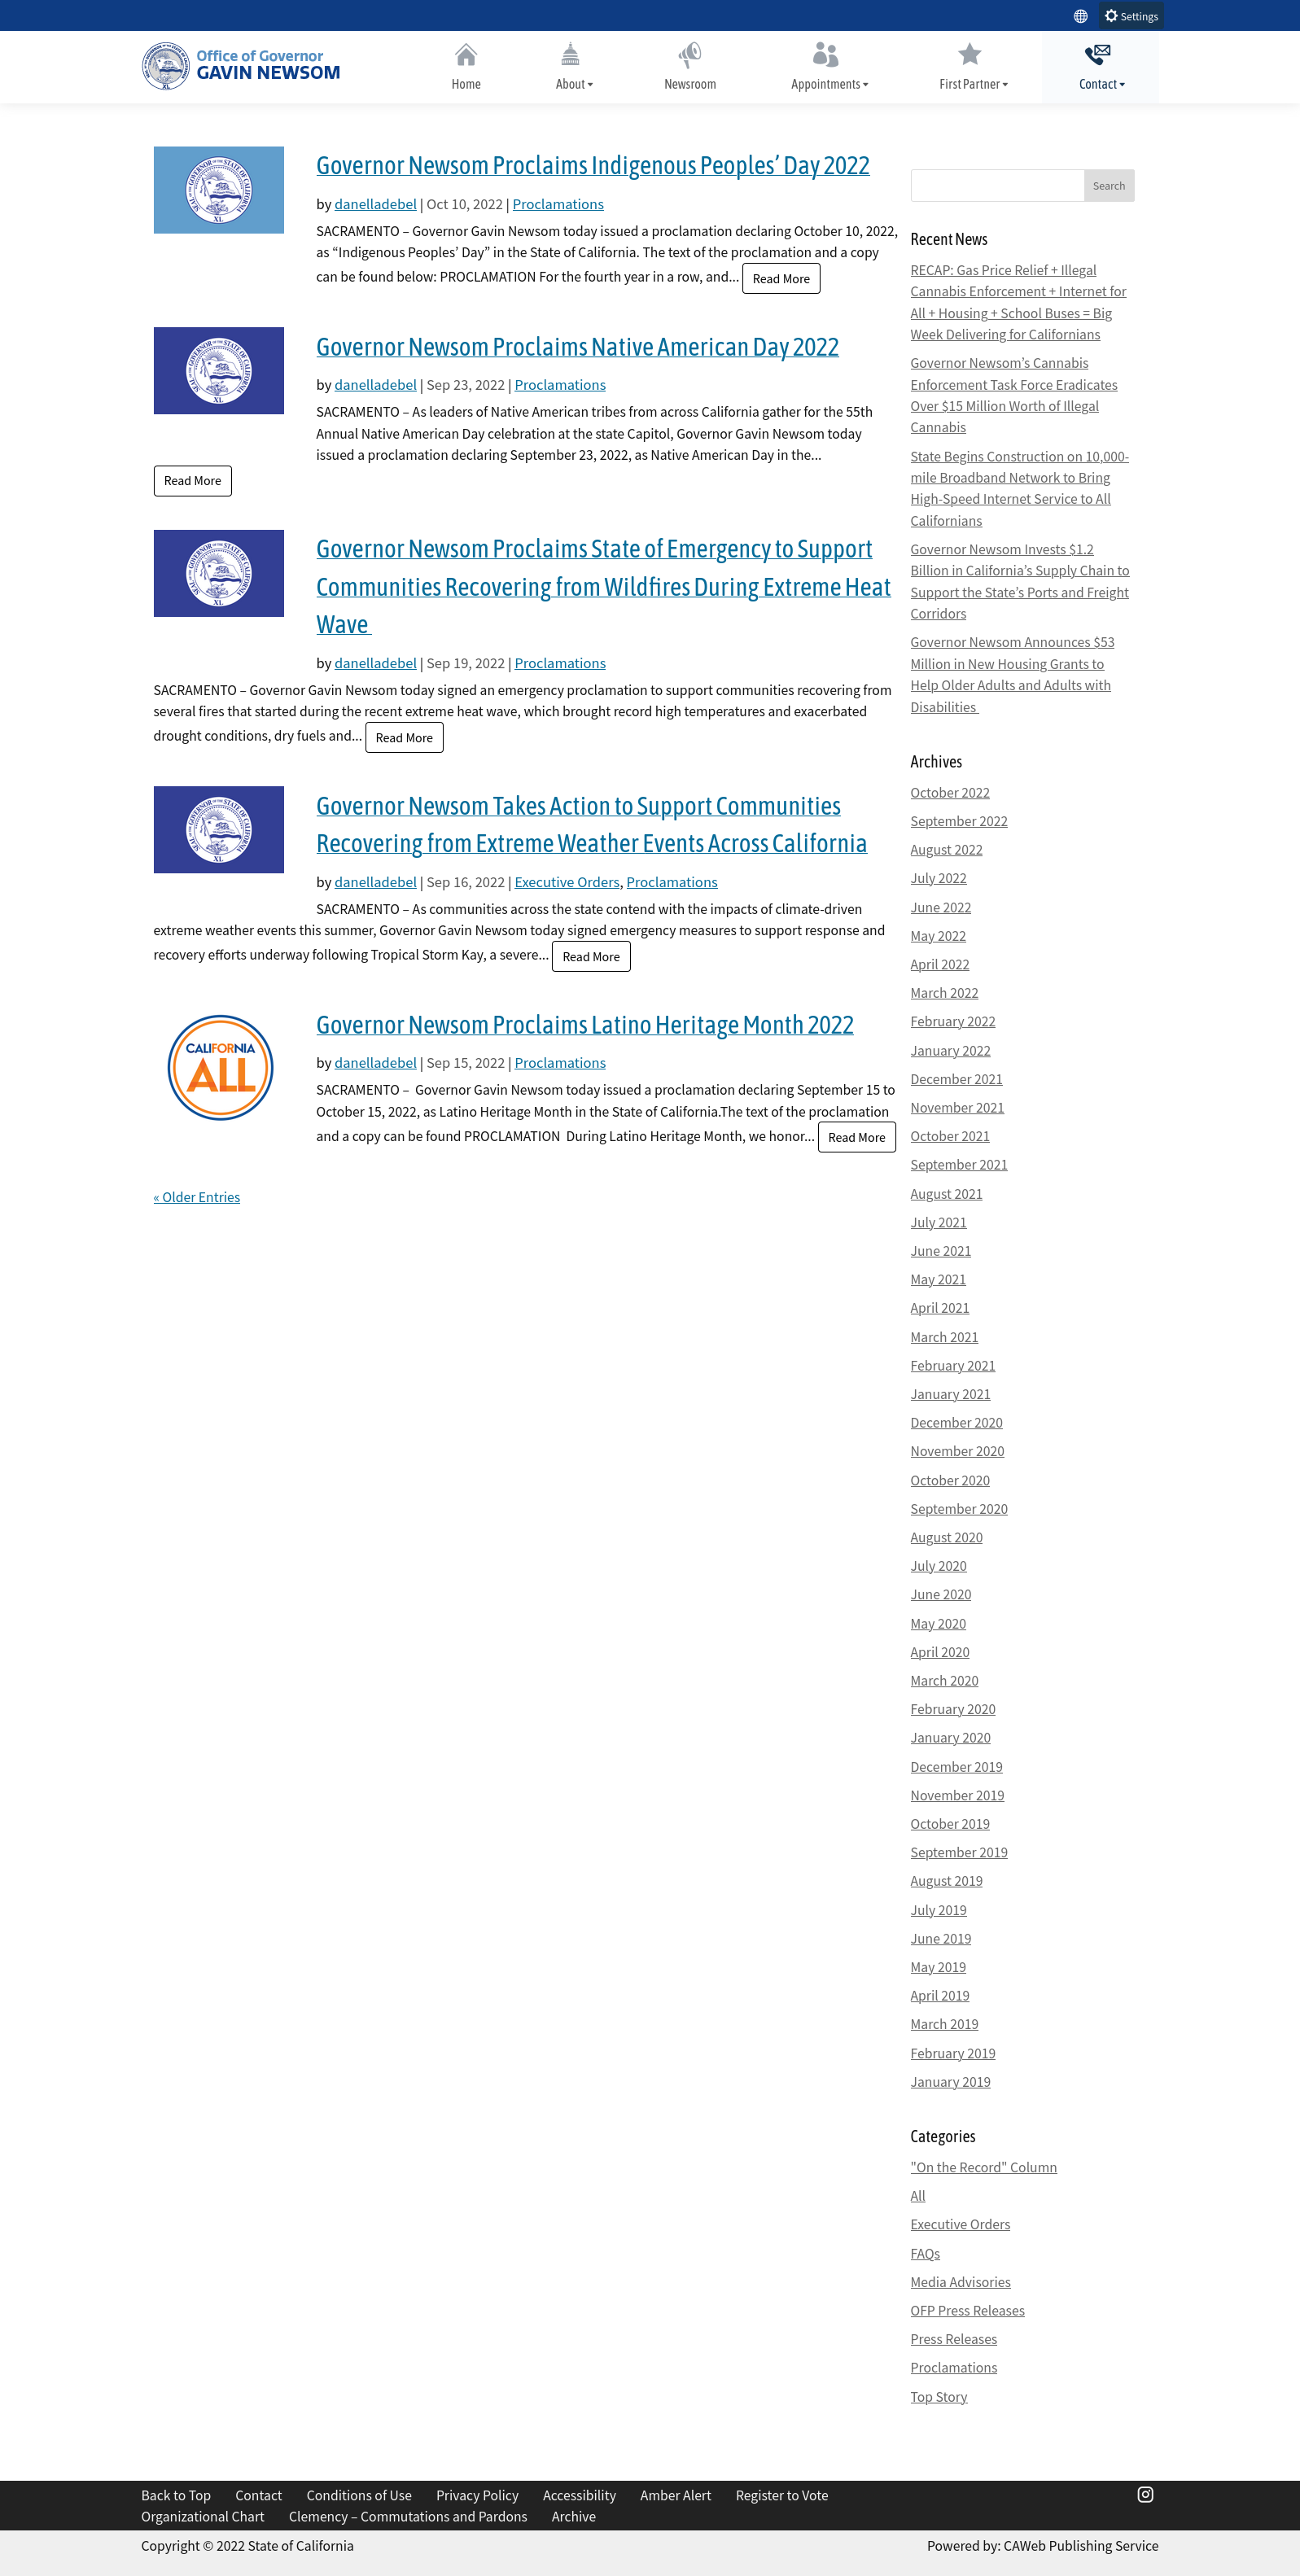 Settings
Office of Governor
GAVIN NEWSOM
Home
About
Newsroom
Appointments
First Partner
Contact
Governor Newsom Proclaims Indigenous Peoples’ Day 2022
by danelladebel | Oct 10, 2022 | Proclamations
SACRAMENTO – Governor Gavin Newsom today issued a proclamation declaring October 10, 2022,
as “Indigenous Peoples’ Day” in the State of California. The text of the proclamation and a copy
can be found below: PROCLAMATION For the fourth year in a row, and... Read More
Governor Newsom Proclaims Native American Day 2022
by danelladebel | Sep 23, 2022 | Proclamations
SACRAMENTO – As leaders of Native American tribes from across California gather for the 55th
Annual Native American Day celebration at the state Capitol, Governor Gavin Newsom today
issued a proclamation declaring September 23, 2022, as Native American Day in the...
Read More
Governor Newsom Proclaims State of Emergency to Support
Communities Recovering from Wildfires During Extreme Heat
Wave
by danelladebel | Sep 19, 2022 | Proclamations
SACRAMENTO – Governor Gavin Newsom today signed an emergency proclamation to support communities recovering from
several fires that started during the recent extreme heat wave, which brought record high temperatures and exacerbated
drought conditions, dry fuels and... Read More
Governor Newsom Takes Action to Support Communities
Recovering from Extreme Weather Events Across California
by danelladebel | Sep 16, 2022 | Executive Orders, Proclamations
SACRAMENTO – As communities across the state contend with the impacts of climate-driven
extreme weather events this summer, Governor Gavin Newsom today signed emergency measures to support response and
recovery efforts underway following Tropical Storm Kay, a severe... Read More
CALIFORNIA
ALL
Governor Newsom Proclaims Latino Heritage Month 2022
by danelladebel | Sep 15, 2022 | Proclamations
SACRAMENTO – Governor Gavin Newsom today issued a proclamation declaring September 15 to
October 15, 2022, as Latino Heritage Month in the State of California.The text of the proclamation
and a copy can be found PROCLAMATION During Latino Heritage Month, we honor... Read More
« Older Entries
Search
Recent News
RECAP: Gas Price Relief + Illegal
Cannabis Enforcement + Internet for
All + Housing + School Buses = Big
Week Delivering for Californians
Governor Newsom’s Cannabis
Enforcement Task Force Eradicates
Over $15 Million Worth of Illegal
Cannabis
State Begins Construction on 10,000-
mile Broadband Network to Bring
High-Speed Internet Service to All
Californians
Governor Newsom Invests $1.2
Billion in California’s Supply Chain to
Support the State’s Ports and Freight
Corridors
Governor Newsom Announces $53
Million in New Housing Grants to
Help Older Adults and Adults with
Disabilities
Archives
October 2022
September 2022
August 2022
July 2022
June 2022
May 2022
April 2022
March 2022
February 2022
January 2022
December 2021
November 2021
October 2021
September 2021
August 2021
July 2021
June 2021
May 2021
April 2021
March 2021
February 2021
January 2021
December 2020
November 2020
October 2020
September 2020
August 2020
July 2020
June 2020
May 2020
April 2020
March 2020
February 2020
January 2020
December 2019
November 2019
October 2019
September 2019
August 2019
July 2019
June 2019
May 2019
April 2019
March 2019
February 2019
January 2019
Categories
"On the Record" Column
All
Executive Orders
FAQs
Media Advisories
OFP Press Releases
Press Releases
Proclamations
Top Story
Back to Top Contact Conditions of Use Privacy Policy Accessibility Amber Alert Register to Vote
Organizational Chart Clemency – Commutations and Pardons Archive
Copyright © 2022 State of California
Powered by: CAWeb Publishing Service